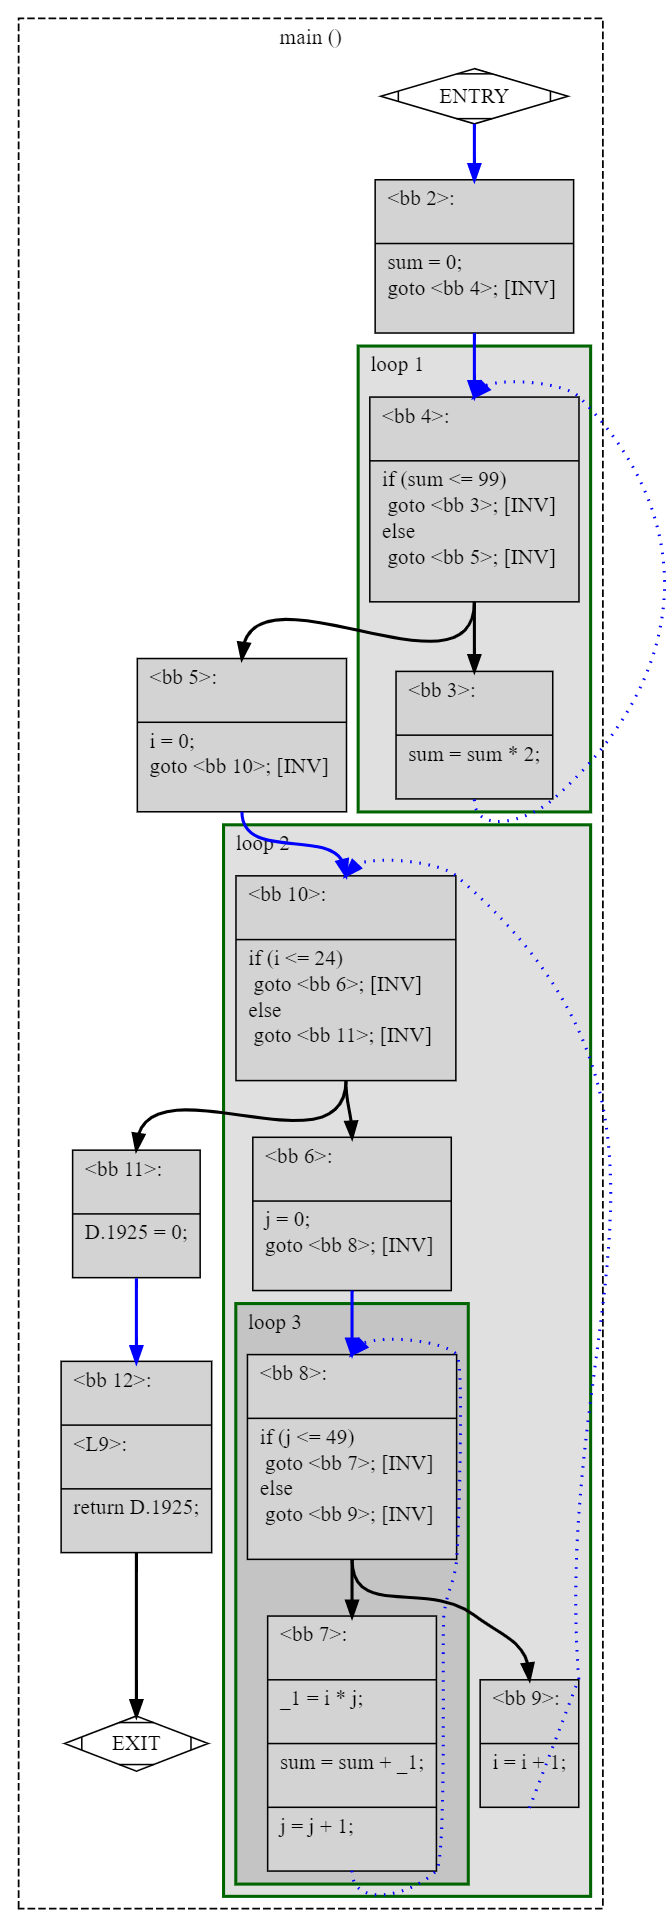 main ()
ENTRY
<bb 2>:
sum = 0;
goto <bb 4>; [INV]
loop 1
<bb 4>:
if (sum <= 99)
goto <bb 3>; [INV]
else
goto <bb 5>; [INV]
<bb 5>:
i = 0;
goto <bb 10>; [INV]
<bb 3>:
sum = sum * 2;
loop 2
<bb 10>:
if (i <= 24)
goto <bb 6>; [INV]
else
goto <bb 11>; [INV]
<bb 11>:
D.1925 = 0;
<bb 6>:
j = 0;
goto <bb 8>; [INV]
loop 3
<bb 8>:
if (j <= 49)
goto <bb 7>; [INV]
else
goto <bb 9>; [INV]
<bb 12>:
<L9>:
return D.1925;
<bb 7>:
_1 = i * j;
sum = sum + _1;
j = j + 1;
<bb 9>:
i = i + 1;
EXIT